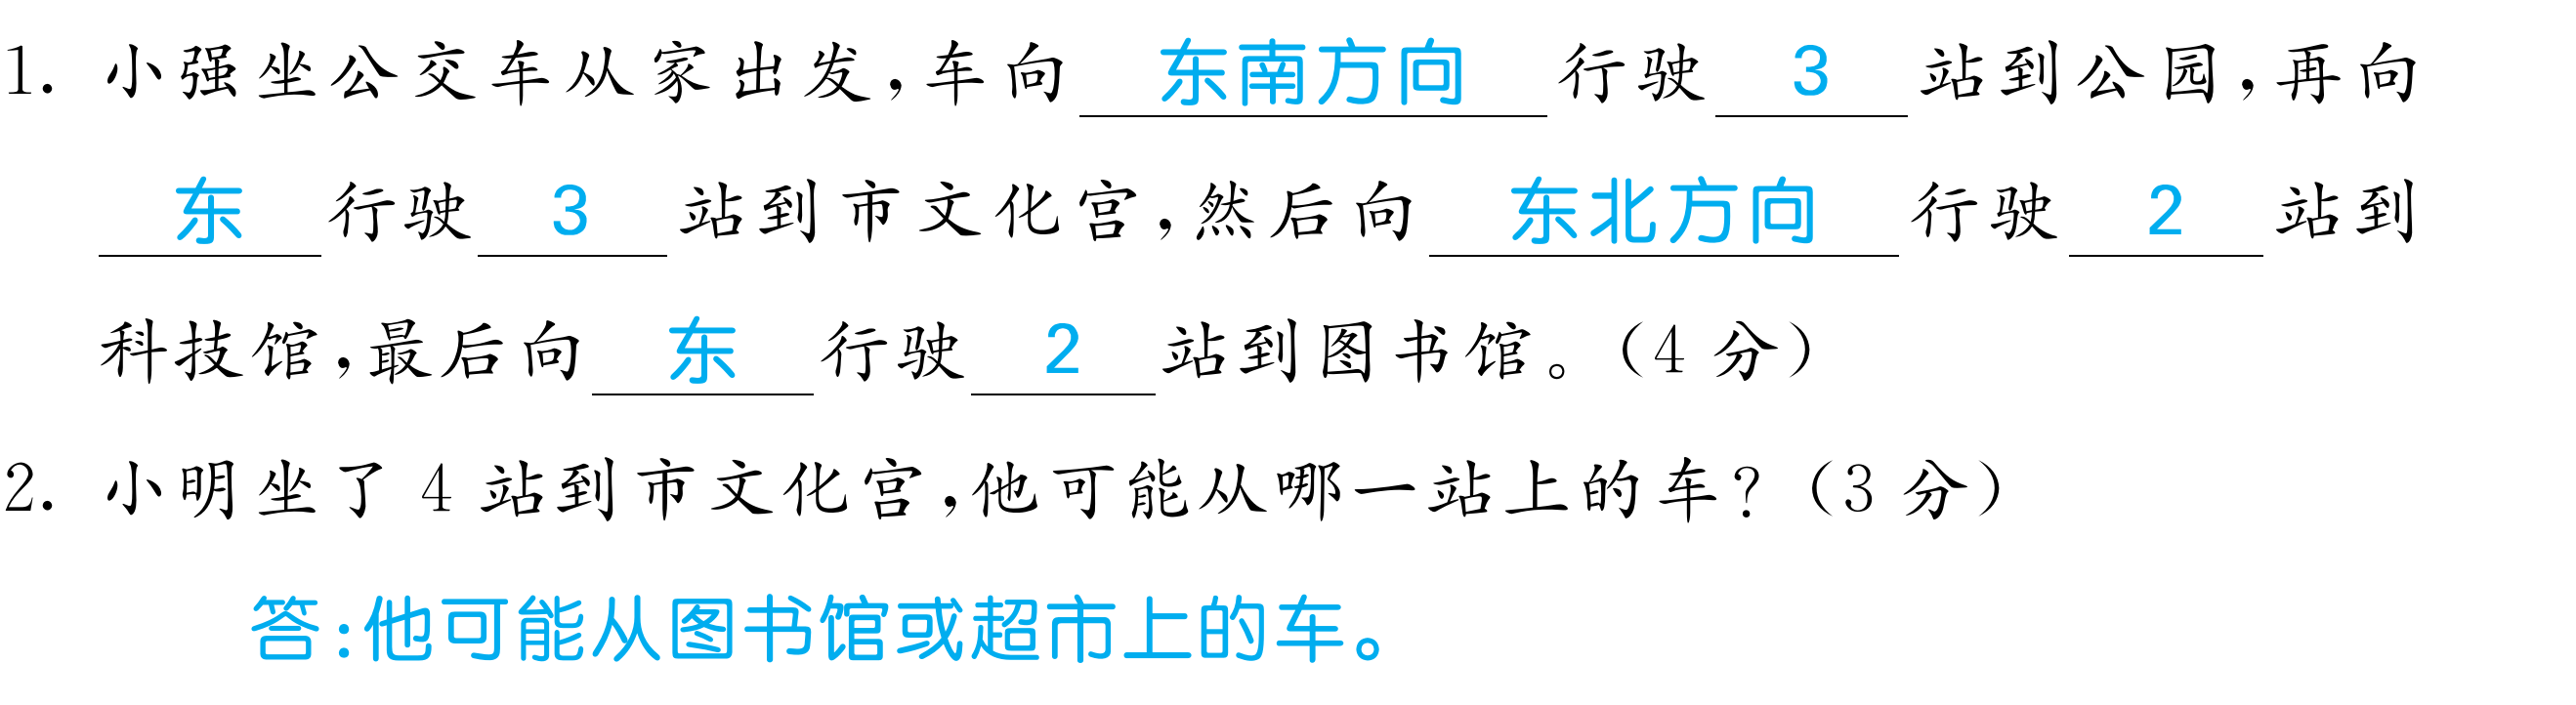 1. 小强坐公交车从家出发,车向 东南方向 行驶 3 站到公园,再向
东 行驶 3 站到市文化宫,然后向 东北方向 行驶 2 站到
科技馆,最后向 东 行驶 2 站到图书馆。(4 分)
2. 小明坐了 4 站到市文化宫,他可能从哪一站上的车?(3 分)
答:他可能从图书馆或超市上的车。